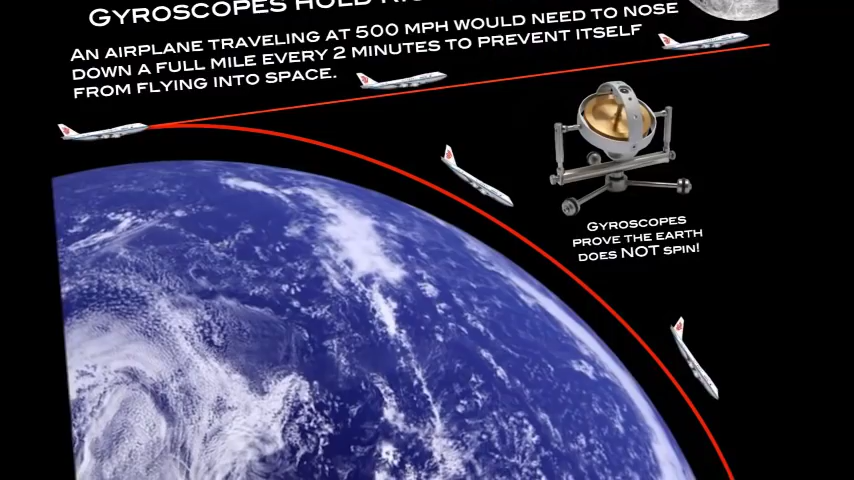 GYROSCOPES HOLD
AN AIRPLANE TRAVELING AT 500 MPH WOULD NEED TO NOSE
DOWN A FULL MILE EVERY 2 MINUTES TO PREVENT ITSELF
FROM FLYING INTO SPACE.
GYROSCOPES
PROVE THE EARTH
DOES NOT SPIN!